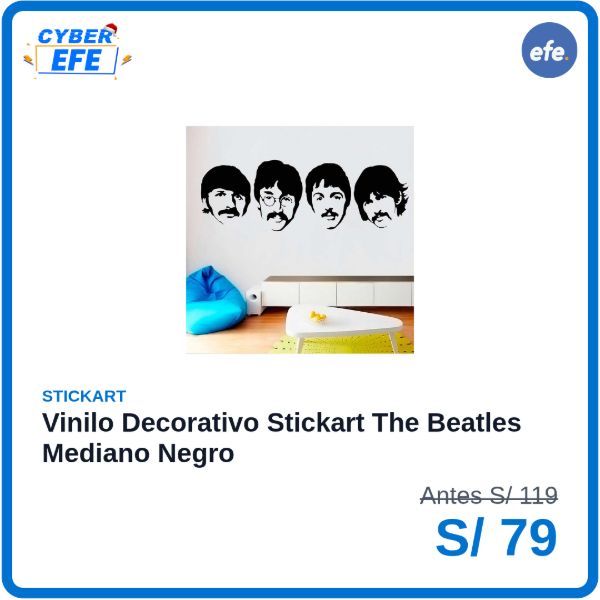 CYBER
EFE
efe.
STICKART
Vinilo Decorativo Stickart The Beatles
Mediano Negro
Antes S/ 119
S/ 79